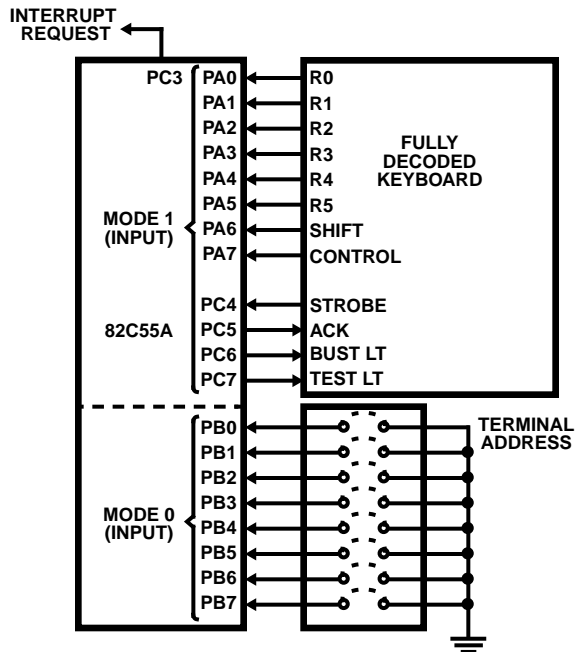 INTERRUPT
REQUEST
PC3 PA0 R0
PA1 R1
PA2 R2
PA3 R3
PA4 R4
PA5 R5
PA6 SHIFT
PA7 CONTROL
FULLY
DECODED
KEYBOARD
MODE 1
(INPUT)
PC4 STROBE
82C55A PC5 ACK
PC6 BUST LT
PC7 TEST LT
PB0
PB1
PB2
PB3
PB4
PB5
PB6
PB7
MODE 0
(INPUT)
TERMINAL
ADDRESS